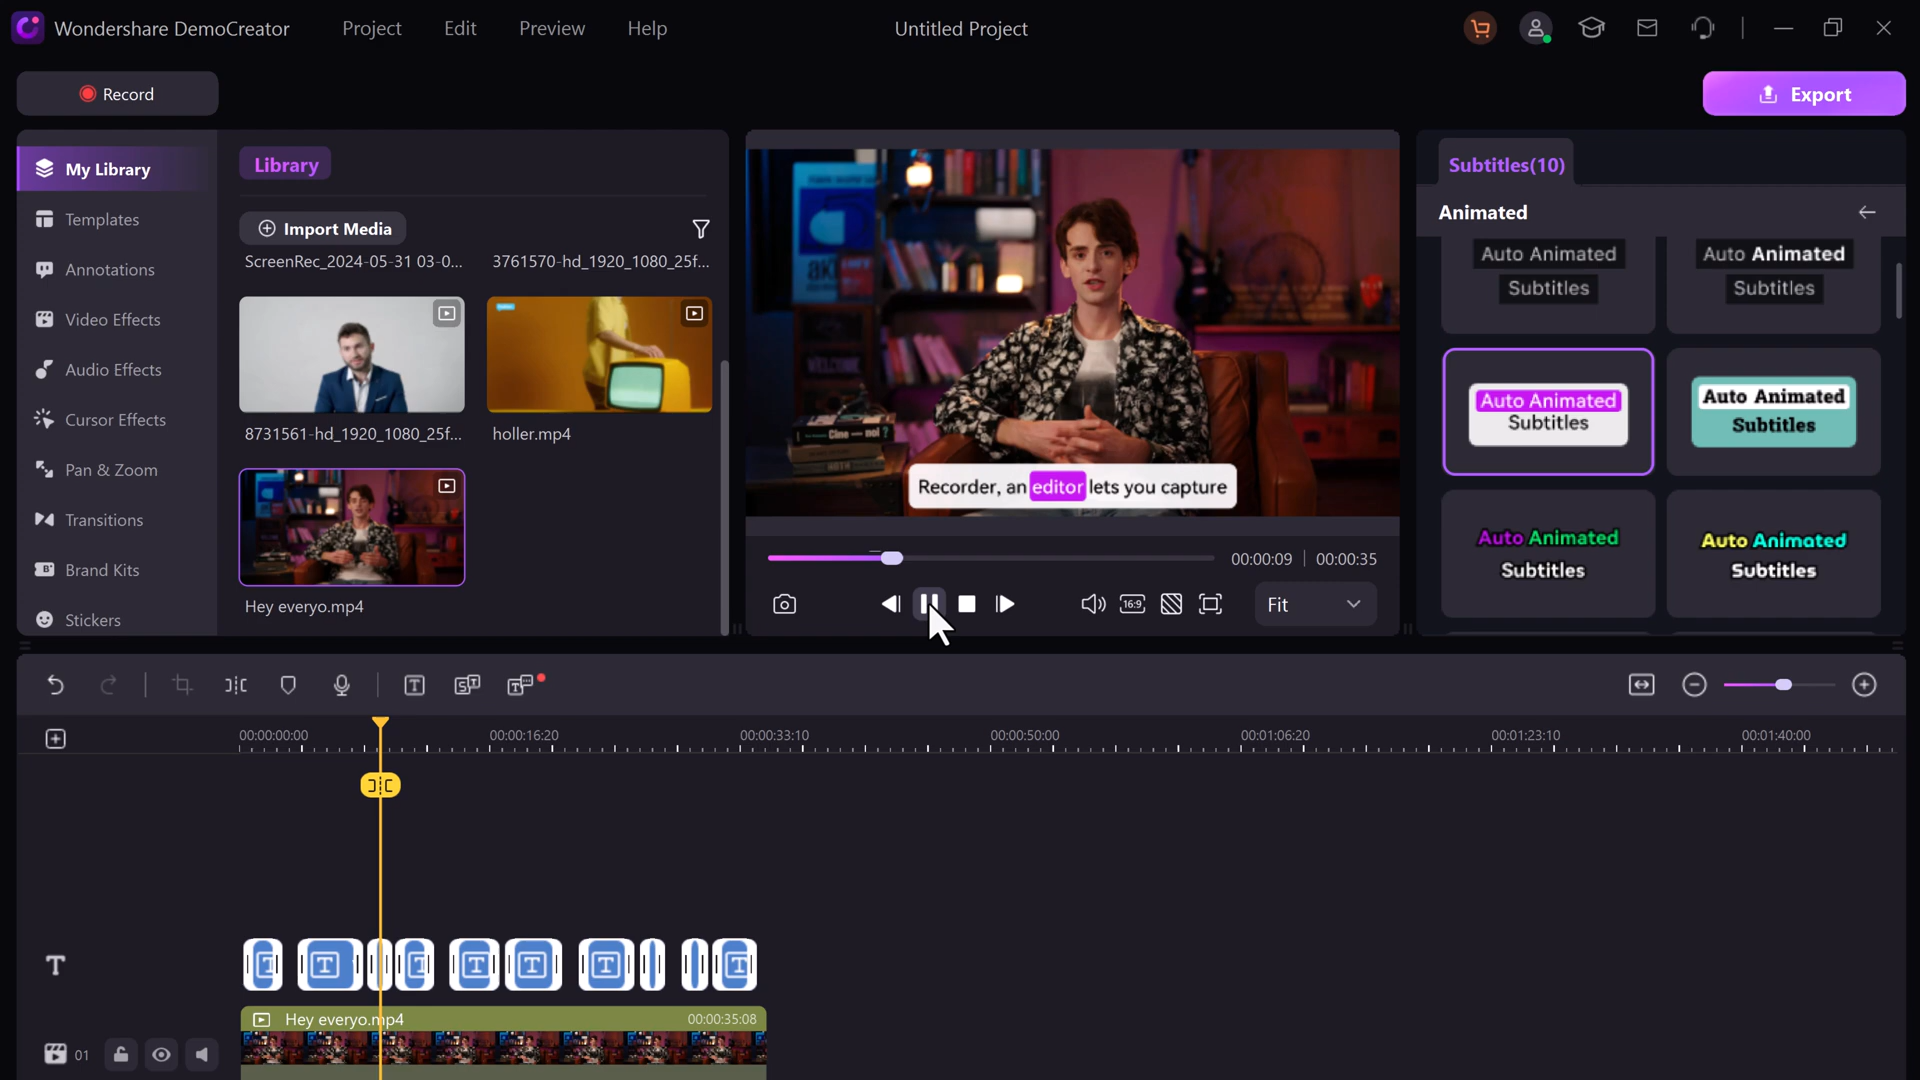 Wondershare DemoCreator
Project
Edit
Preview
Help
Untitled Project
Record
Export
My Library
Templates
Annotations
Video Effects
Audio Effects
Cursor Effects
Pan & Zoom
Transitions
Brand Kits
Stickers
Library
Import Media
ScreenRec_2024-05-31 03-0...
3761570-hd_1920_1080_25f...
8731561-hd_1920_1080_25f...
holler.mp4
Hey everyo.mp4
Recorder, an editor lets you capture
00:00:09
00:00:35
16:9
Fit
Subtitles(10)
Animated
Auto Animated
Subtitles
Auto Animated
Subtitles
Auto Animated
Subtitles
Auto Animated
Subtitles
Auto Animated
Subtitles
Auto Animated
Subtitles
00:00:00:00
00:00:16:20
00:00:33:10
00:00:50:00
00:01:06:20
00:01:23:10
00:01:40:00
Hey everyo.mp4
00:00:35:08
01